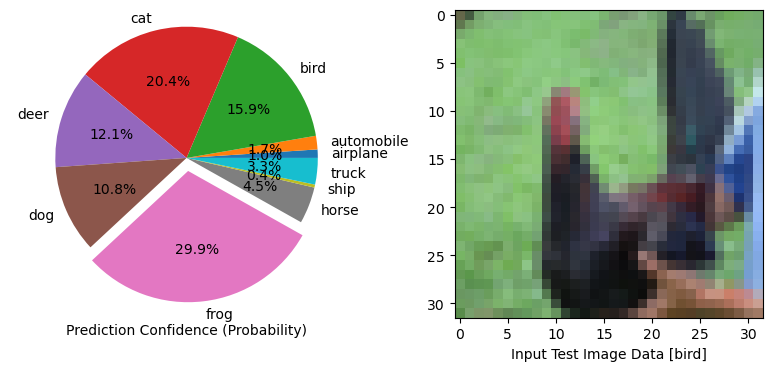 cat
bird
deer
dog
frog
automobile
airplane
truck
ship
horse
20.4%
15.9%
12.1%
10.8%
29.9%
1.7%
1.0%
3.3%
0.4%
4.5%
Prediction Confidence (Probability)
0
5
10
15
20
25
30
0 5 10 15 20 25 30
Input Test Image Data [bird]